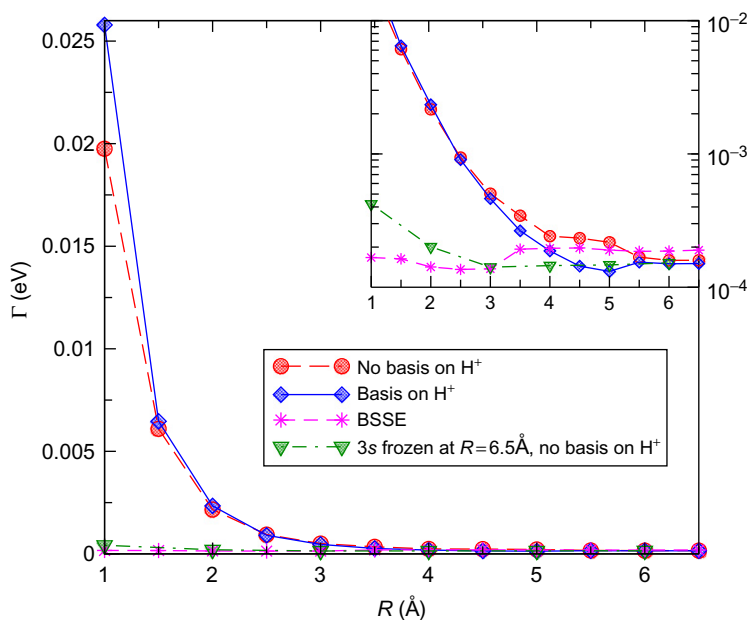 0.025
0.02
0.015
0.01
0.005
0
Γ (eV)
1 2 3 4 5 6
R (Å)
10⁻²
10⁻³
10⁻⁴
1 2 3 4 5 6
No basis on H⁺
Basis on H⁺
BSSE
3s frozen at R=6.5Å, no basis on H⁺